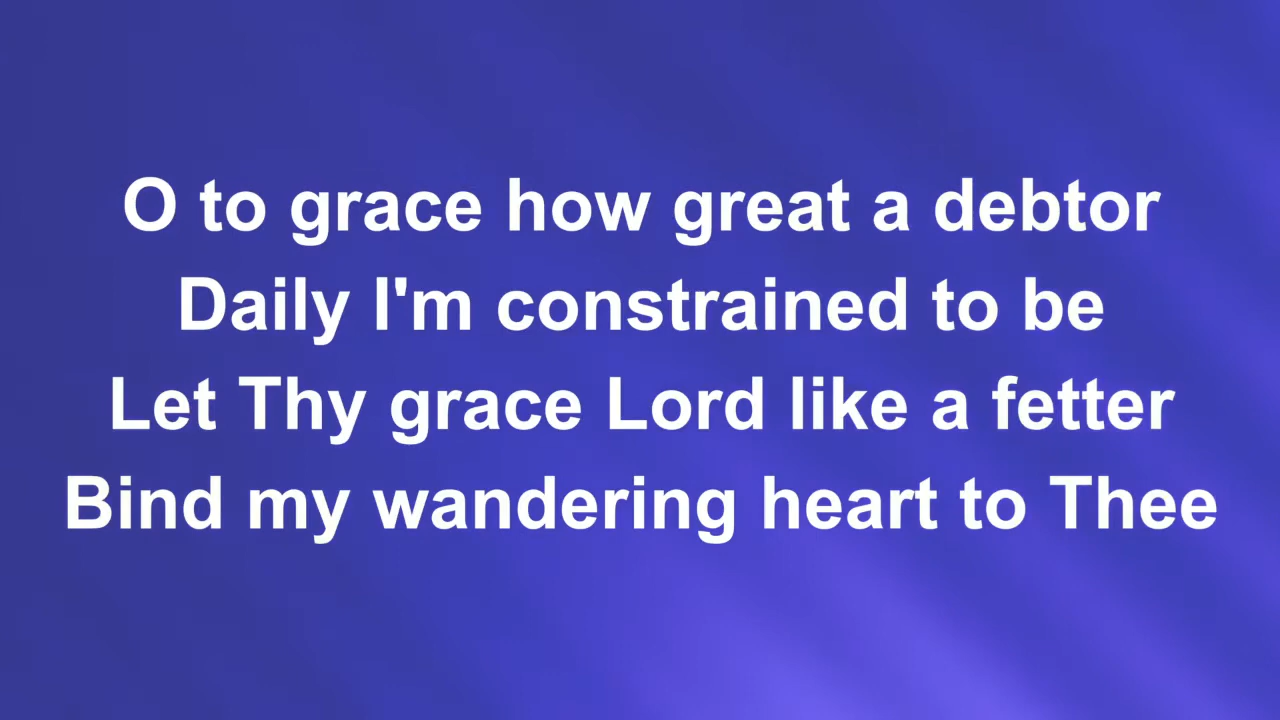 O to grace how great a debtor
Daily I'm constrained to be
Let Thy grace Lord like a fetter
Bind my wandering heart to Thee